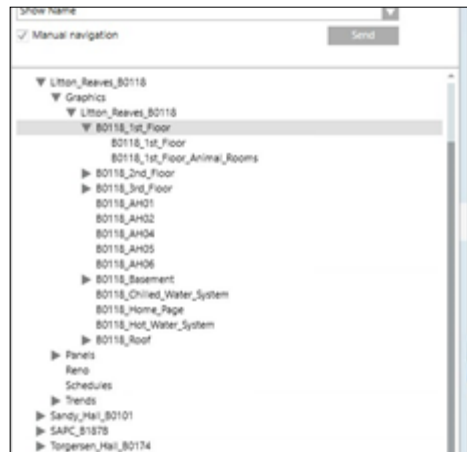 Show Name
Manual navigation
Send
Litton_Reaves_B0118
Graphics
Litton_Reaves_B0118
B0118_1st_Floor
B0118_1st_Floor
B0118_1st_Floor_Animal_Rooms
B0118_2nd_Floor
B0118_3rd_Floor
B0118_AH01
B0118_AH02
B0118_AH04
B0118_AH05
B0118_AH06
B0118_Basement
B0118_Chilled_Water_System
B0118_Home_Page
B0118_Hot_Water_System
B0118_Roof
Panels
Reno
Schedules
Trends
Sandy_Hall_B0101
SAPC_B1878
Torgersen_Hall_B0174